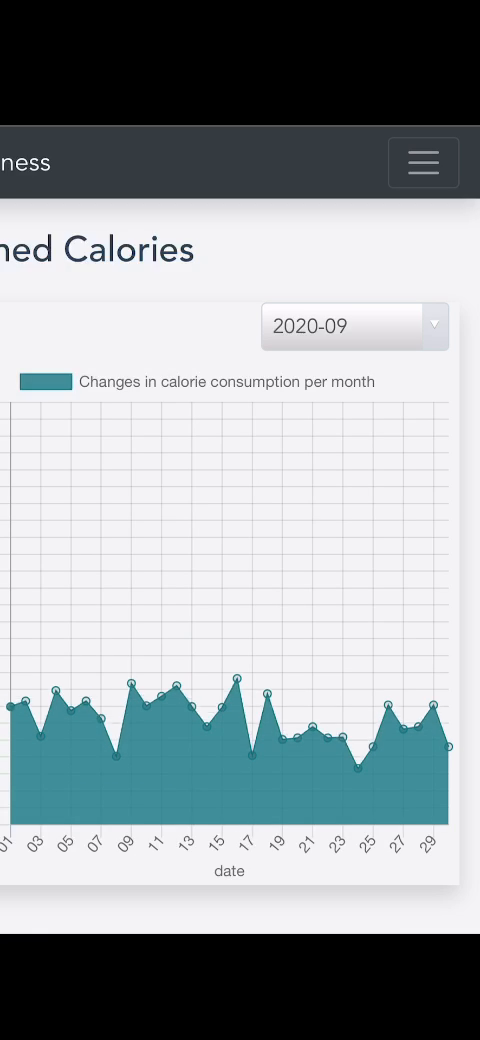 ness
ned Calories
2020-09
Changes in calorie consumption per month
01 03 05 07 09 11 13 15 17 19 21 23 25 27 29
date